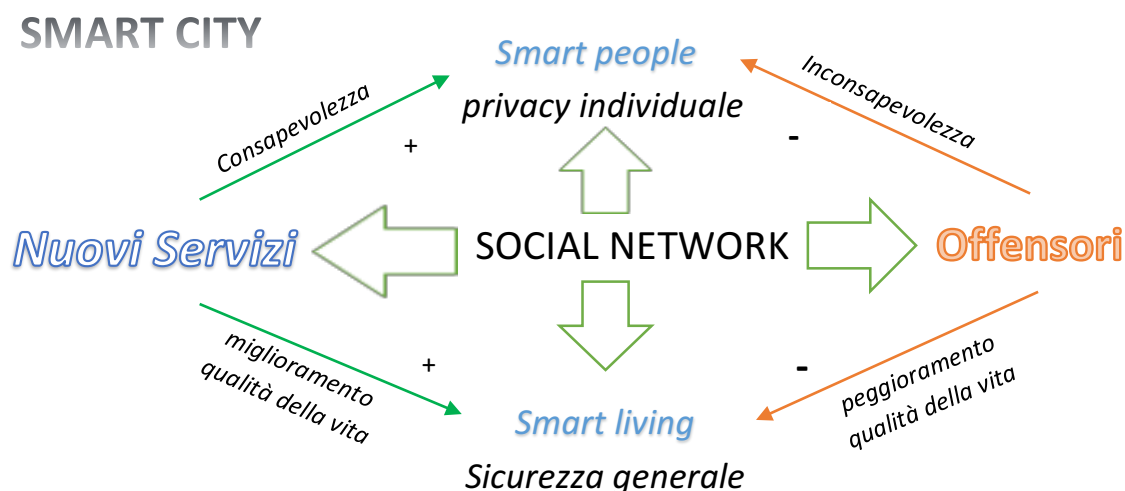 SMART CITY
Smart people
privacy individuale
Consapevolezza
Inconsapevolezza
+
-
Nuovi Servizi
SOCIAL NETWORK
Offensori
miglioramento
qualità della vita
+
-
peggioramento
qualità della vita
Smart living
Sicurezza generale